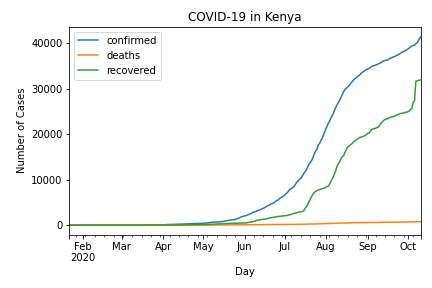 COVID-19 in Kenya
confirmed
deaths
recovered
Number of Cases
40000
30000
20000
10000
0
Feb Mar Apr May Jun Jul Aug Sep Oct
2020
Day